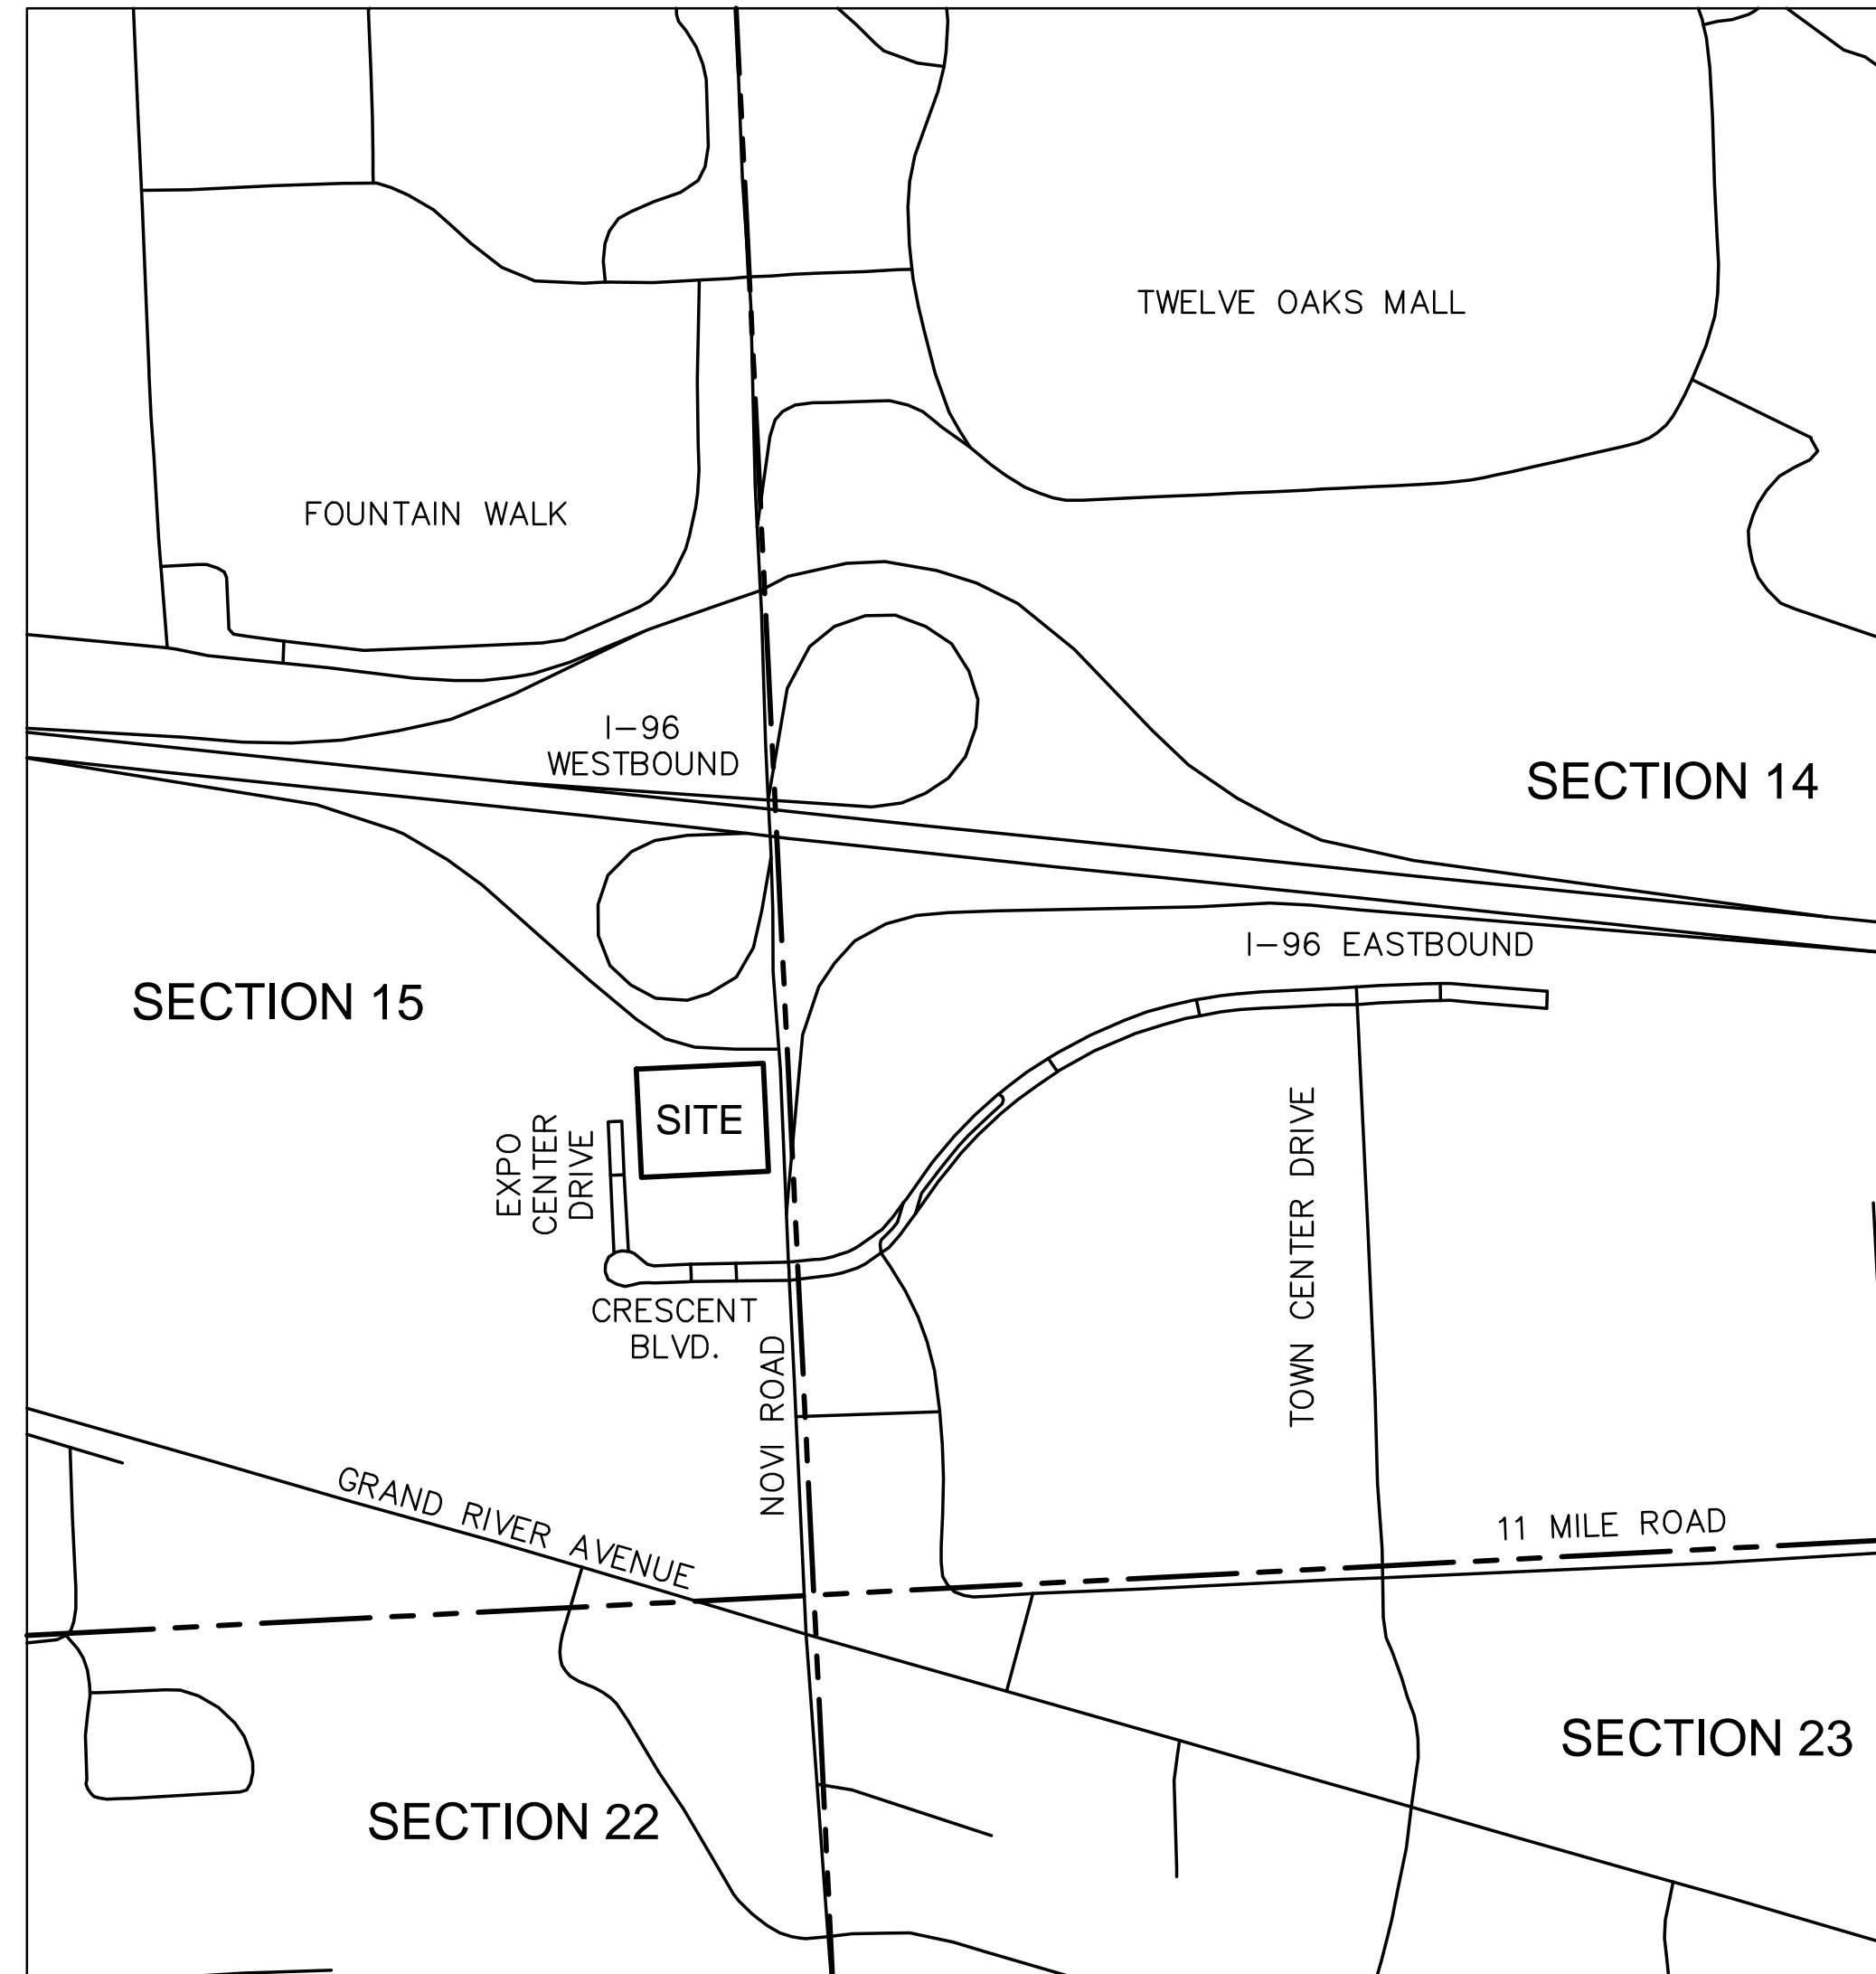 TWELVE OAKS MALL
FOUNTAIN WALK
I-96
WESTBOUND
SECTION 14
I-96 EASTBOUND
SECTION 15
SITE
EXPO
CENTER
DRIVE
TOWN CENTER DRIVE
CRESCENT
BLVD.
NOVI ROAD
GRAND RIVER AVENUE
11 MILE ROAD
SECTION 23
SECTION 22